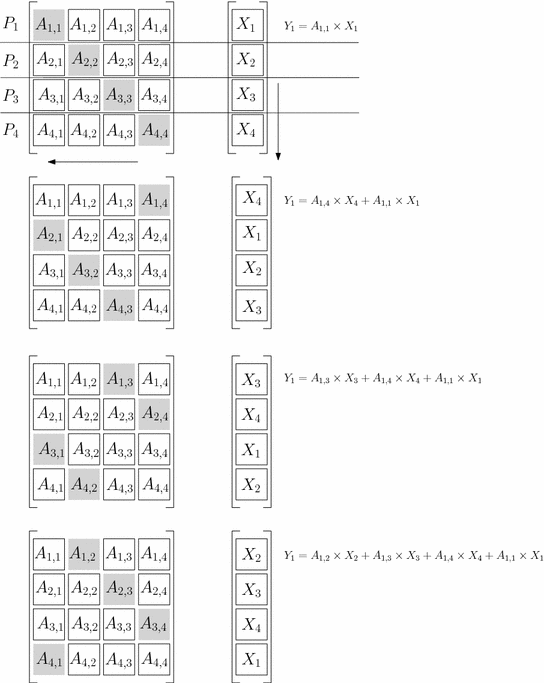 P1 A1,1 A1,2 A1,3 A1,4 X1 Y1 = A1,1 × X1
P2 A2,1 A2,2 A2,3 A2,4 X2
P3 A3,1 A3,2 A3,3 A3,4 X3
P4 A4,1 A4,2 A4,3 A4,4 X4
A1,1 A1,2 A1,3 A1,4 X4 Y1 = A1,4 × X4 + A1,1 × X1
A2,1 A2,2 A2,3 A2,4 X1
A3,1 A3,2 A3,3 A3,4 X2
A4,1 A4,2 A4,3 A4,4 X3
A1,1 A1,2 A1,3 A1,4 X3 Y1 = A1,3 × X3 + A1,4 × X4 + A1,1 × X1
A2,1 A2,2 A2,3 A2,4 X4
A3,1 A3,2 A3,3 A3,4 X1
A4,1 A4,2 A4,3 A4,4 X2
A1,1 A1,2 A1,3 A1,4 X2 Y1 = A1,2 × X2 + A1,3 × X3 + A1,4 × X4 + A1,1 × X1
A2,1 A2,2 A2,3 A2,4 X3
A3,1 A3,2 A3,3 A3,4 X4
A4,1 A4,2 A4,3 A4,4 X1